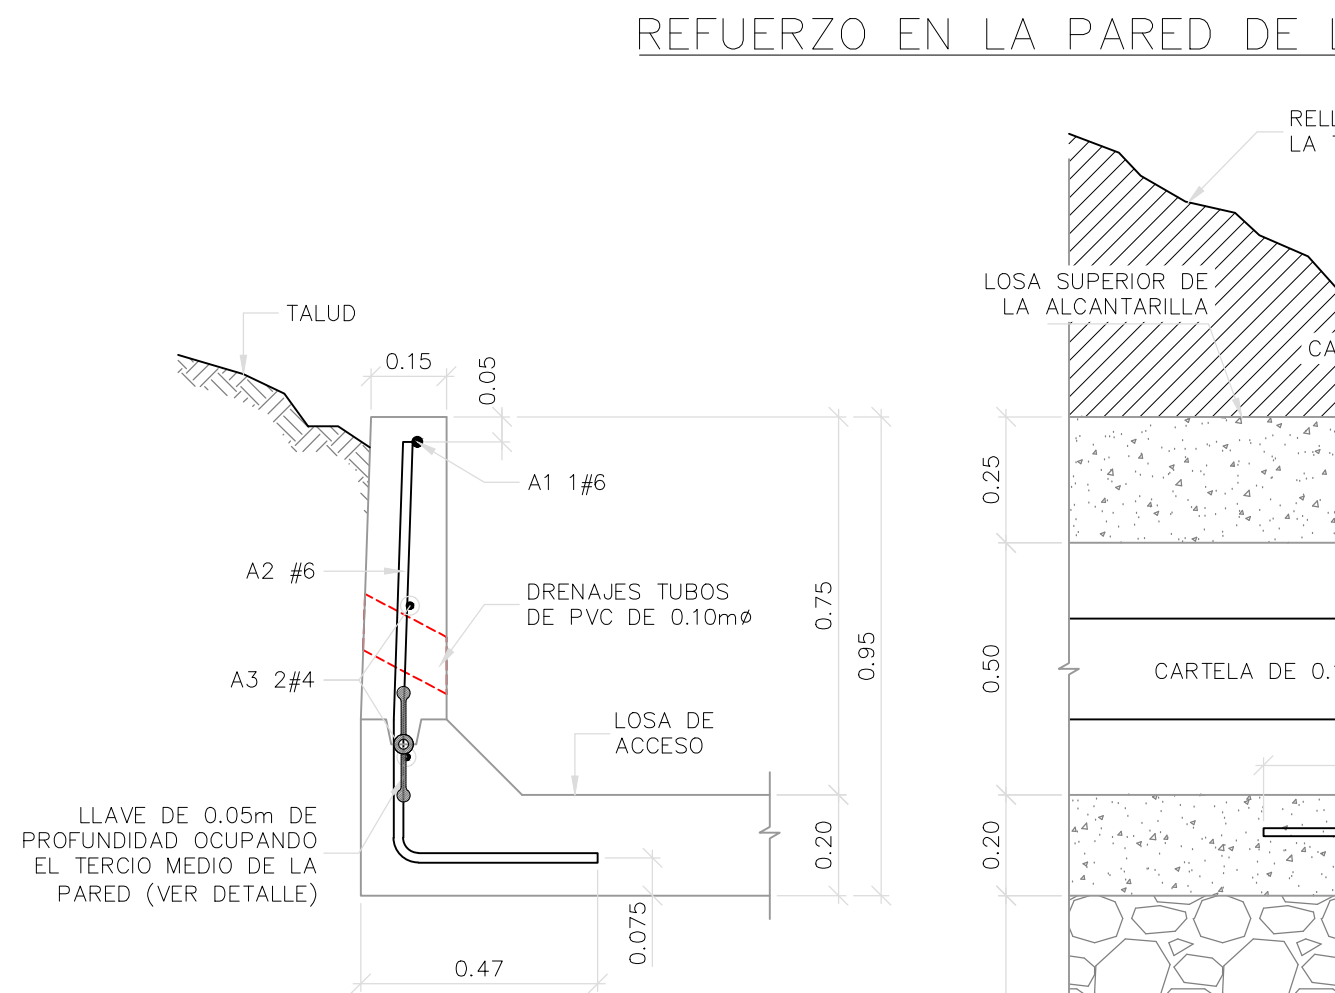 REFUERZO EN LA PARED DE
TALUD
0.15
0.05
A1 1#6
A2 #6
DRENAJES TUBOS
DE PVC DE 0.10mø
A3 2#4
LOSA DE
ACCESO
LLAVE DE 0.05m DE
PROFUNDIDAD OCUPANDO
EL TERCIO MEDIO DE LA
PARED (VER DETALLE)
0.75
0.95
0.20
0.075
0.47
LOSA SUPERIOR DE
LA ALCANTARILLA
LA
0.25
0.50
CARTELA DE
0.20